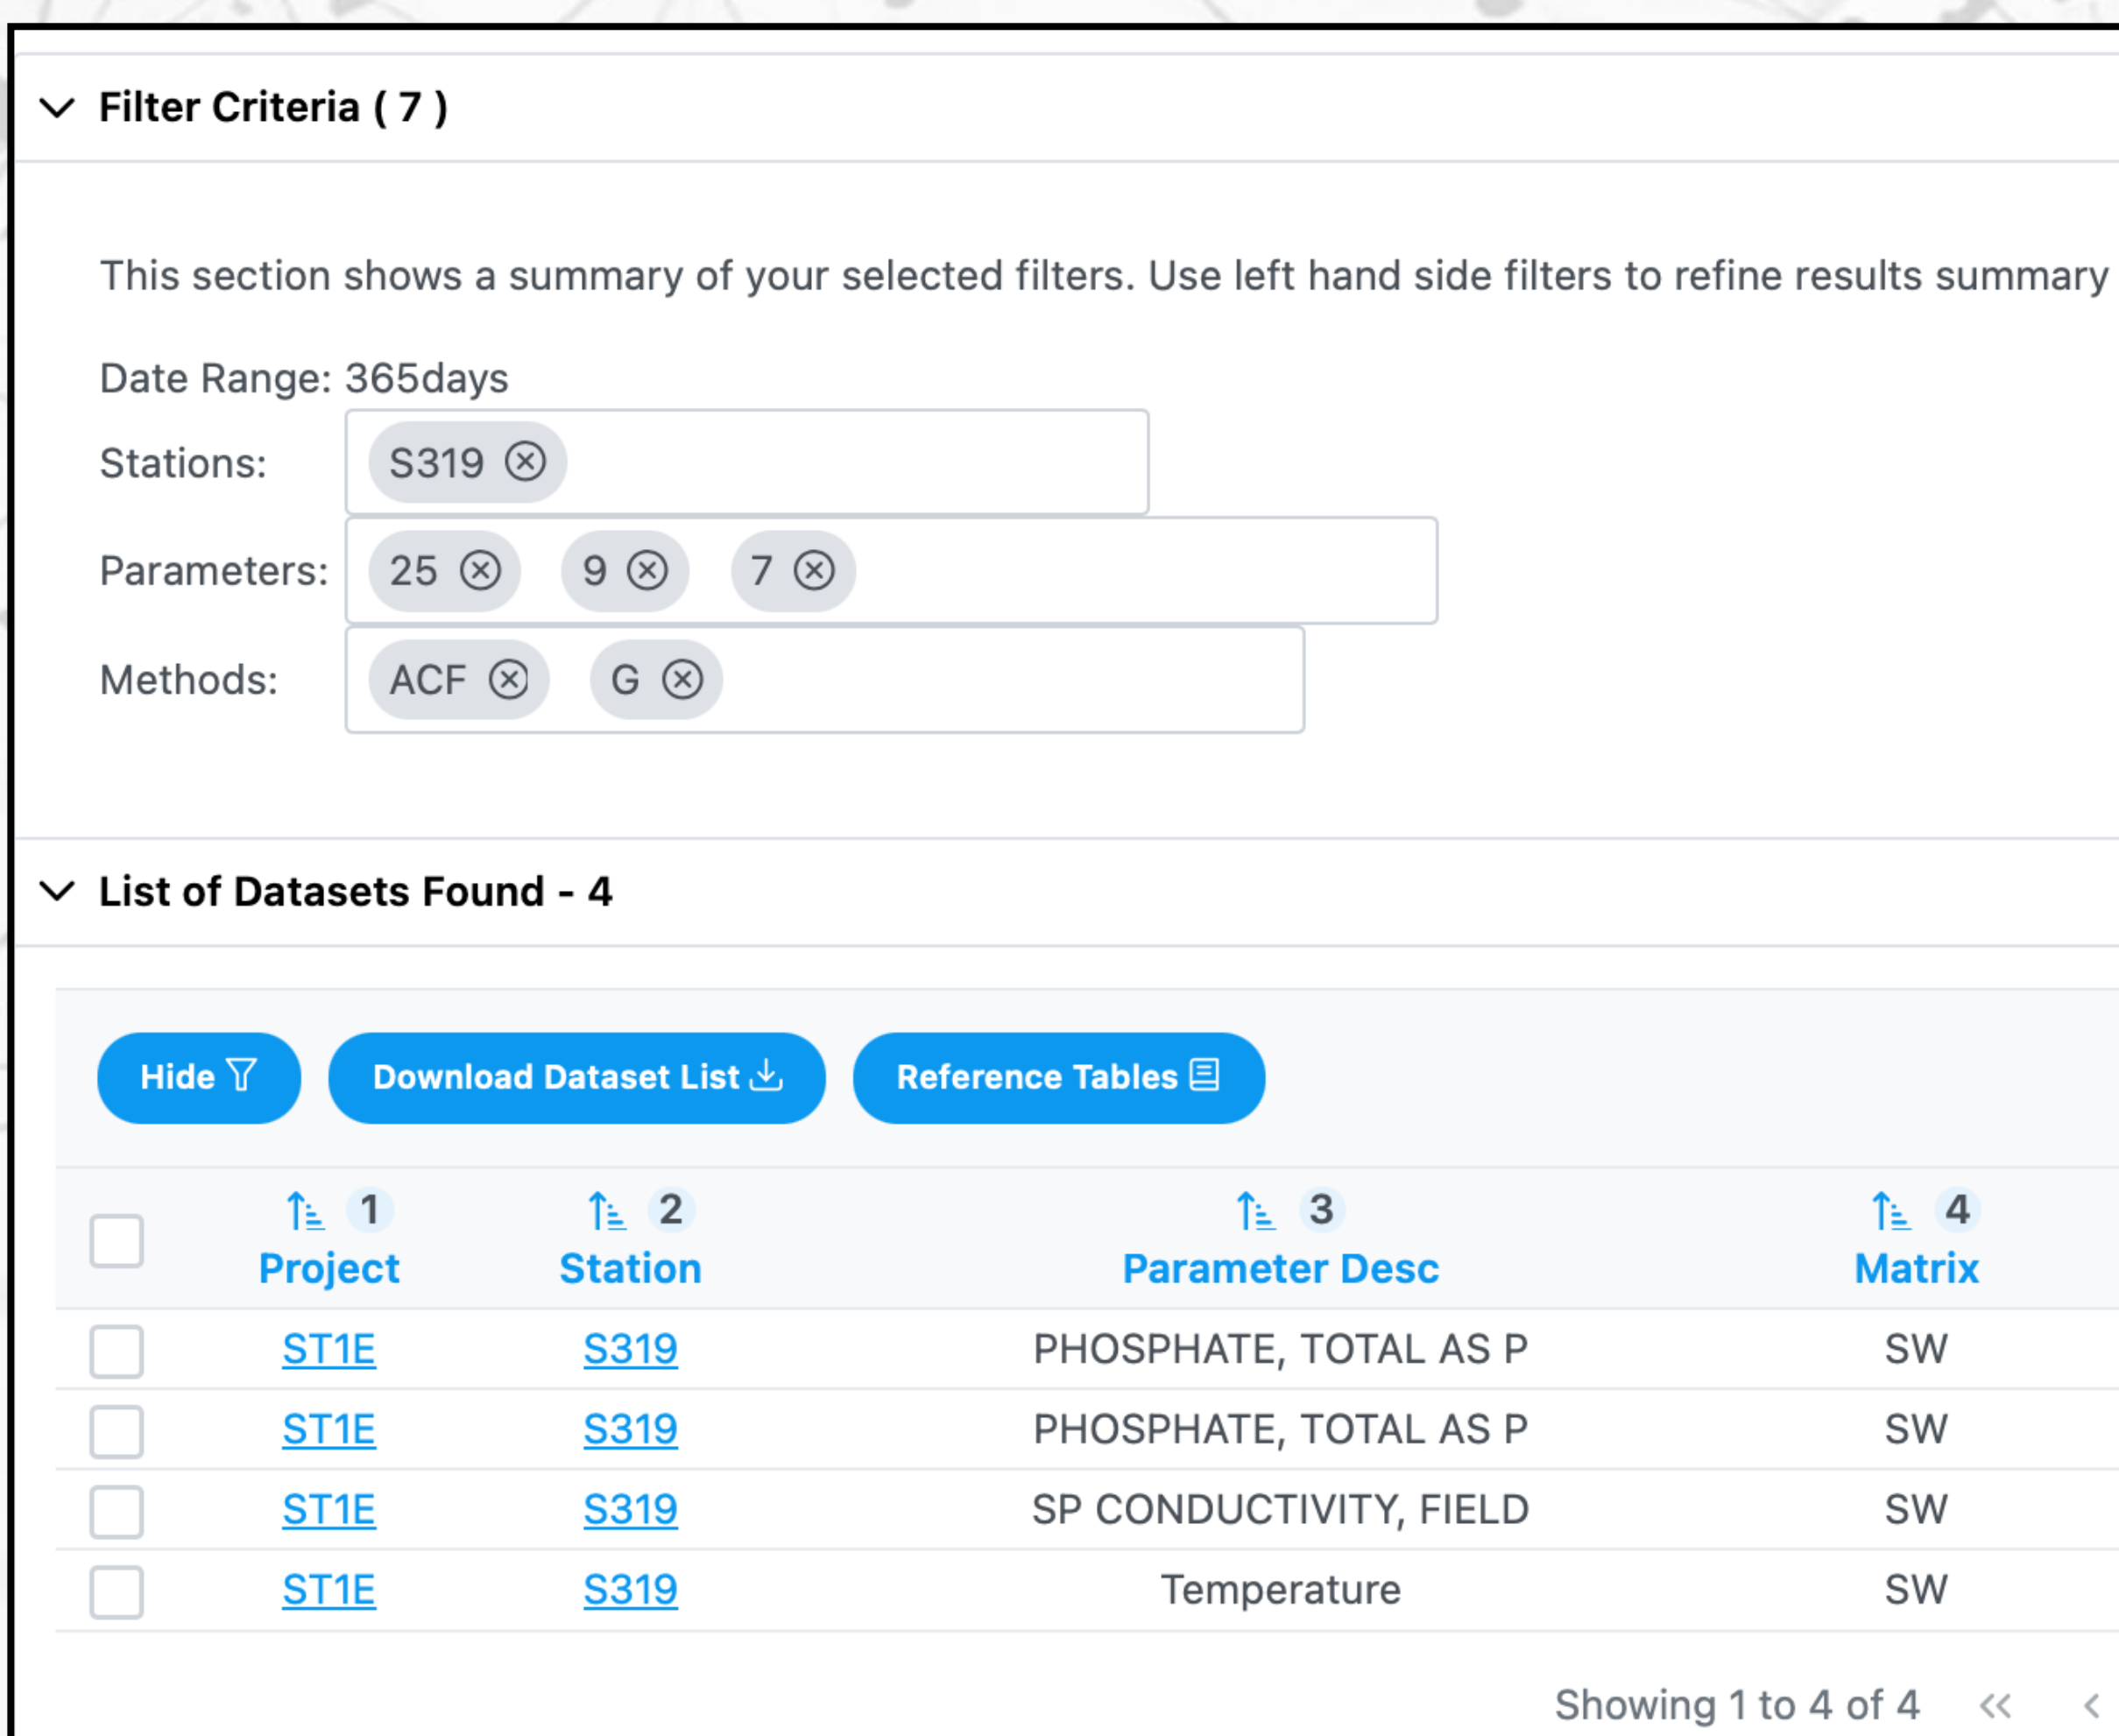 Filter Criteria ( 7 )
This section shows a summary of your selected filters. Use left hand side filters to refine results summary
Date Range: 365days
Stations: S319
Parameters: 25 9 7
Methods: ACF G
List of Datasets Found - 4
Hide Download Dataset List Reference Tables
1 2 3 4
Project Station Parameter Desc Matrix
ST1E S319 PHOSPHATE, TOTAL AS P SW
ST1E S319 PHOSPHATE, TOTAL AS P SW
ST1E S319 SP CONDUCTIVITY, FIELD SW
ST1E S319 Temperature SW
Showing 1 to 4 of 4 << <